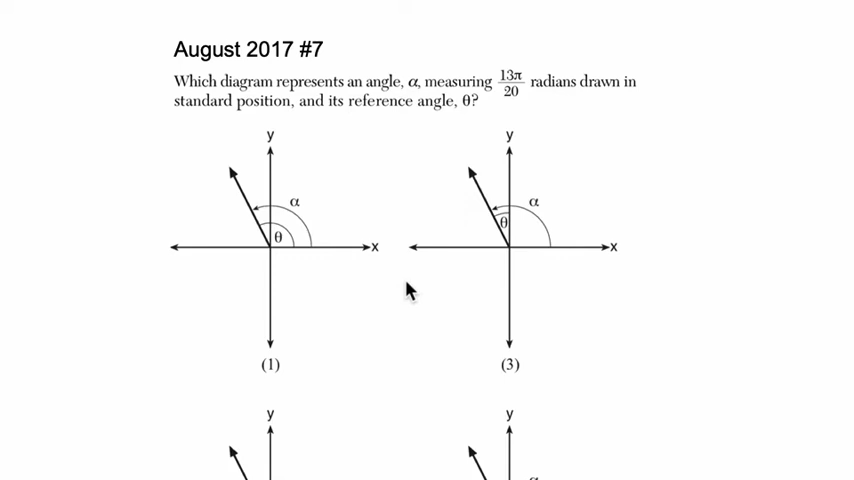 August 2017 #7
Which diagram represents an angle, α, measuring 13π/20 radians drawn in
standard position, and its reference angle, θ?
y y
α α
θ θ
x x
(1) (3)
y y